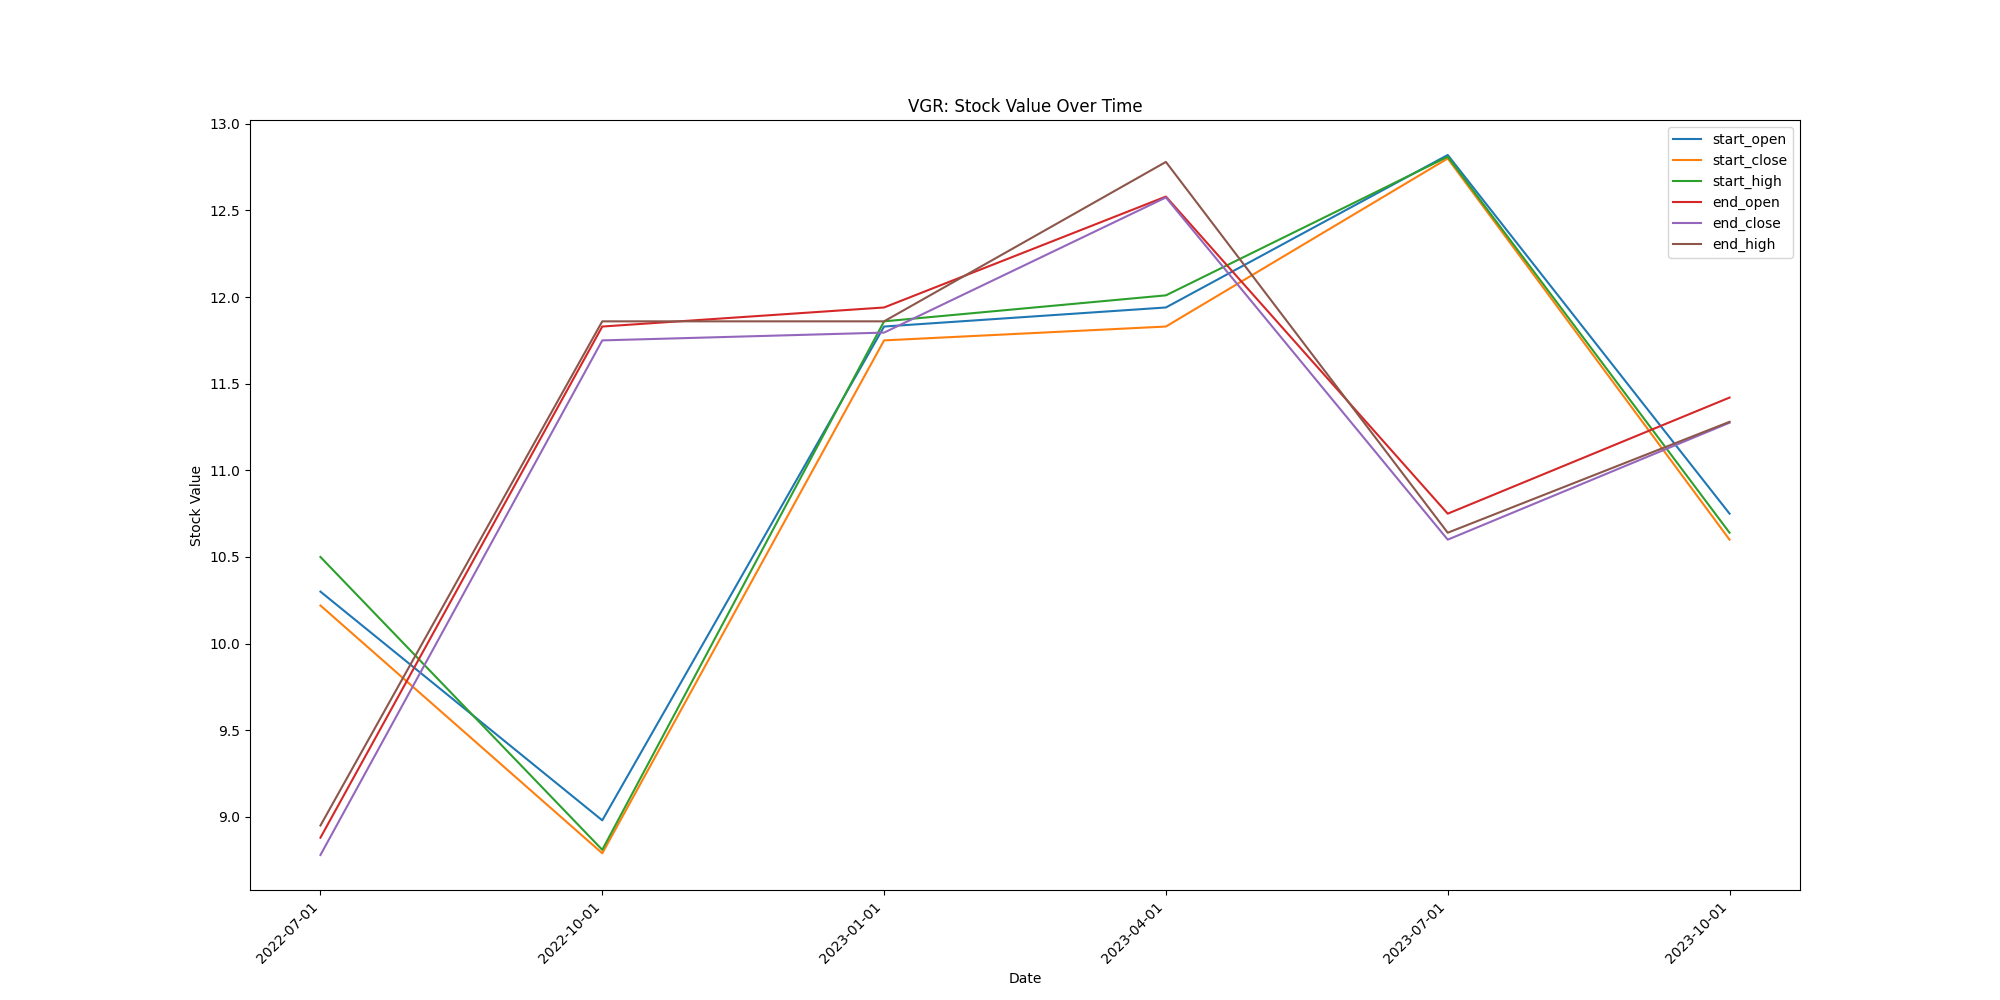 VGR: Stock Value Over Time
13.0
12.5
12.0
11.5
11.0
10.5
10.0
9.5
9.0
Stock Value
start_open
start_close
start_high
end_open
end_close
end_high
2022-07-01
2022-10-01
2023-01-01
2023-04-01
2023-07-01
2023-10-01
Date